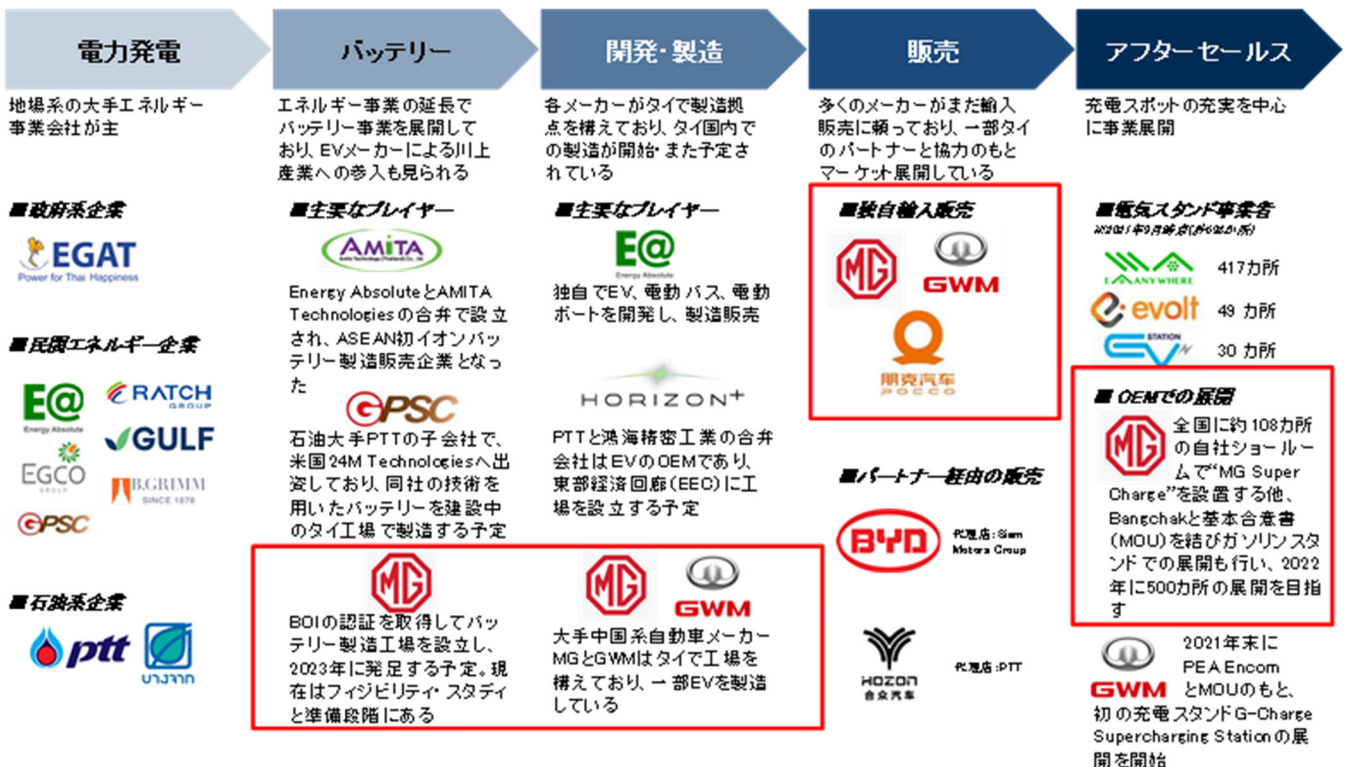 電力発電
バッテリー
開発・製造
販売
アフターセールス
地場系の大手エネルギー
事業会社が主
■政府系企業
EGAT
Power for Thai Happiness
■民間エネルギー企業
E@
Energy Absolute
RATCH
GROUP
GULF
EGCO
GROUP
B.GRIMM
SINCE 1878
GPSC
■石油系企業
ptt
บางจาก
エネルギー事業の延長で
バッテリー事業を展開して
おり、EVメーカーによる川上
産業への参入も見られる
■主要なプレイヤー
AMITA
Amita Technology (Thailand) Co., Ltd.
Energy AbsoluteとAMITA
Technologiesの合弁で設立
され、ASEAN初イオンバッ
テリー製造販売企業となっ
た
GPSC
石油大手PTTの子会社で、
米国24M Technologiesへ出
資しており、同社の技術を
用いたバッテリーを建設中
のタイ工場で製造する予定
MG
BOIの認証を取得してバッ
テリー製造工場を設立し、
2023年に発足する予定。現
在はフィジビリティ・スタディ
と準備段階にある
各メーカーがタイで製造拠
点を構えており、タイ国内で
の製造が開始・また予定さ
れている
■主要なプレイヤー
E@
Energy Absolute
独自でEV、電動バス、電動
ボートを開発し、製造販売
HORIZON+
PTTと鴻海精密工業の合弁
会社はEVのOEMであり、
東部経済回廊(EEC)に工
場を設立する予定
MG
GWM
大手中国系自動車メーカー
MGとGWMはタイで工場を
構えており、一部EVを製造
している
多くのメーカーがまだ輸入
販売に頼っており、一部タイ
のパートナーと協力のもと
マーケット展開している
■独自輸入販売
MG
GWM
朋克汽车
POCCO
■パートナー経由の販売
BYD
代理店:Siam
Motors Group
HOZON
合众汽车
代理店:PTT
充電スポットの充実を中心
に事業展開
■電気スタンド事業者
EA ANYWHERE
417カ所
evolt
49 カ所
STATION
EV
30 カ所
■ OEMでの展開
MG
全国に約108カ所
の自社ショールー
ムで“MG Super
Charge”を設置する他、
Bangchakと基本合意書
(MOU)を結びガソリンスタ
ンドでの展開も行い、2022
年に500カ所の展開を目指
す
GWM
2021年末に
PEA Encom
とMOUのもと、
初の充電スタンドG-Charge
Supercharging Stationの展
開を開始